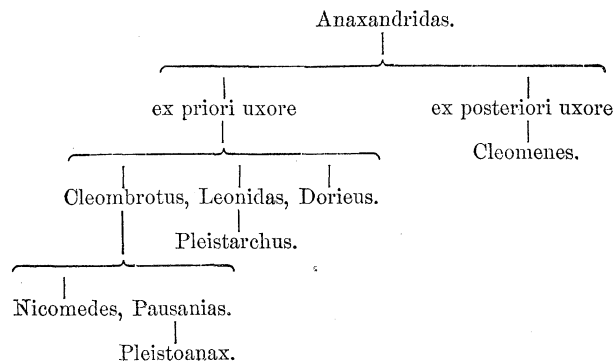 Anaxandridas.
ex priori uxore ex posteriori uxore
Cleomenes.
Cleombrotus, Leonidas, Dorieus.
Pleistarchus.
Nicomedes, Pausanias.
Pleistoanax.